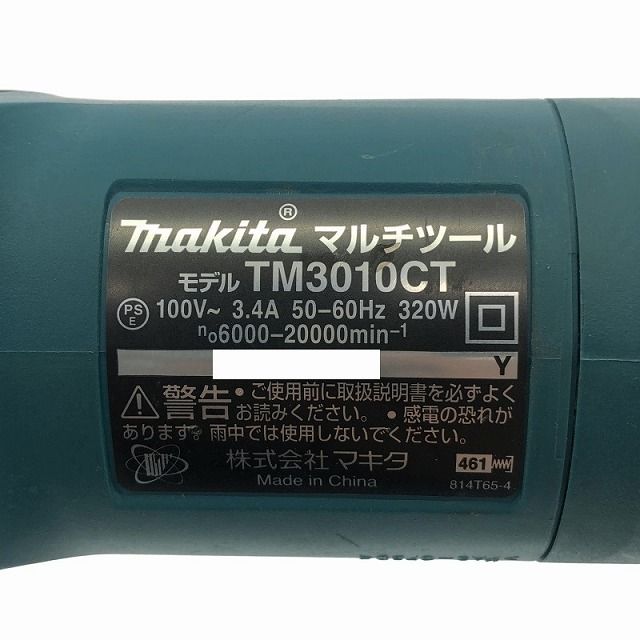 makita® マルチツール
モデル TM3010CT
PS E 100V~ 3.4A 50-60Hz 320W
n₀6000-20000min⁻¹
Y
警告 • ご使用前に取扱説明書を必ずよく
お読みください。 • 感電の恐れが
あります。雨中では使用しないでください。
株式会社 マキタ 461
Made in China 814T65-4